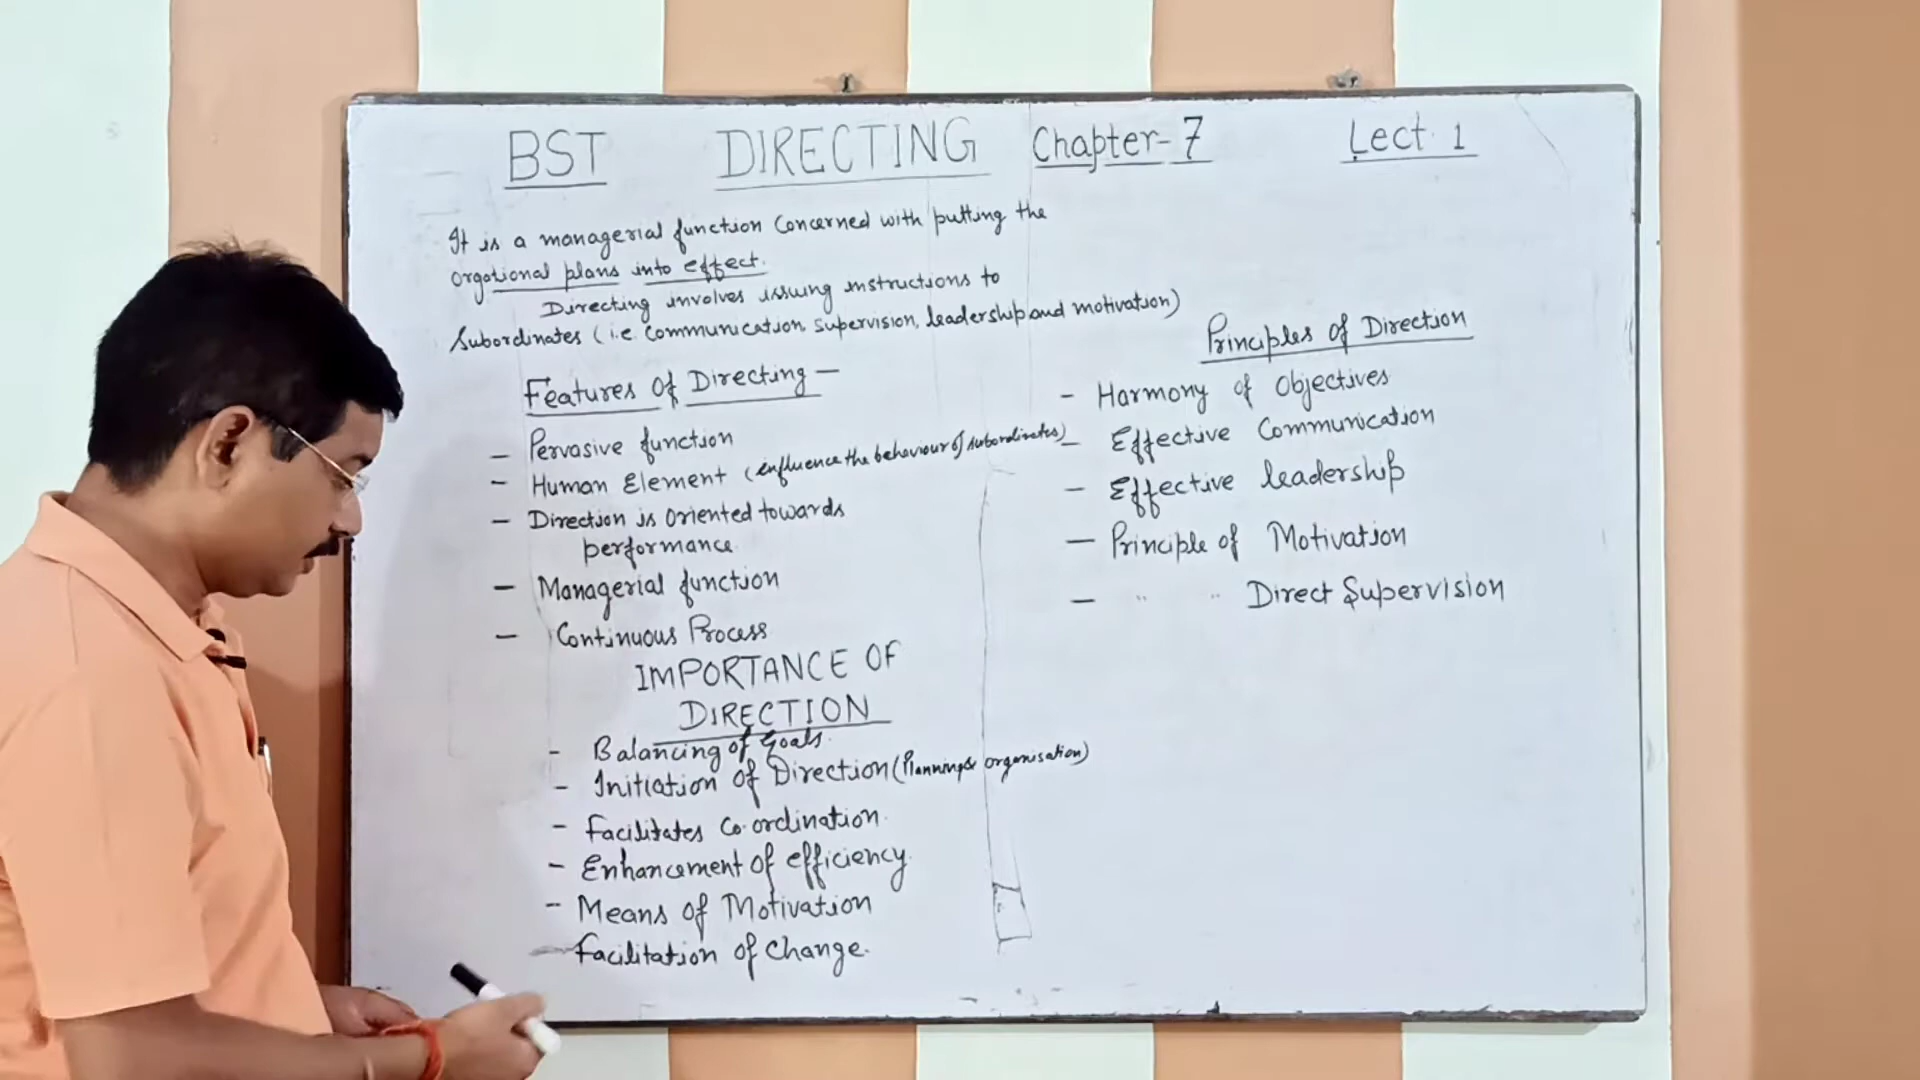 BST DIRECTING Chapter-7 Lect. 1
It is a managerial function Concerned with putting the
orgational plans into effect.
Directing involves issuing instructions to
Subordinates (i.e. Communication, supervision, leadership and motivation)
Features Of Directing —
— Pervasive function
— Human Element (influence the behaviour of subordinates)
— Direction is Oriented towards
performance.
— Managerial function
— Continuous Process
IMPORTANCE OF
DIRECTION
- Balancing of Goals.
- Initiation of Direction (Planning & organisation)
- Facilitates Co-ordination.
- Enhancement of efficiency
- Means of Motivation
- Facilitation of Change.
Principles of Direction
- Harmony of Objectives
- Effective Communication
- Effective leadership
— Principle of Motivation
— " " Direct Supervision